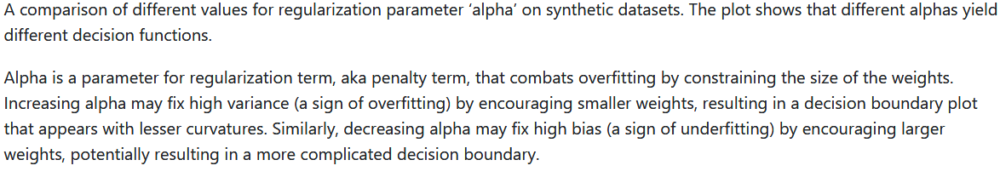 A comparison of different values for regularization parameter ‘alpha’ on synthetic datasets. The plot shows that different alphas yield
different decision functions.
Alpha is a parameter for regularization term, aka penalty term, that combats overfitting by constraining the size of the weights.
Increasing alpha may fix high variance (a sign of overfitting) by encouraging smaller weights, resulting in a decision boundary plot
that appears with lesser curvatures. Similarly, decreasing alpha may fix high bias (a sign of underfitting) by encouraging larger
weights, potentially resulting in a more complicated decision boundary.